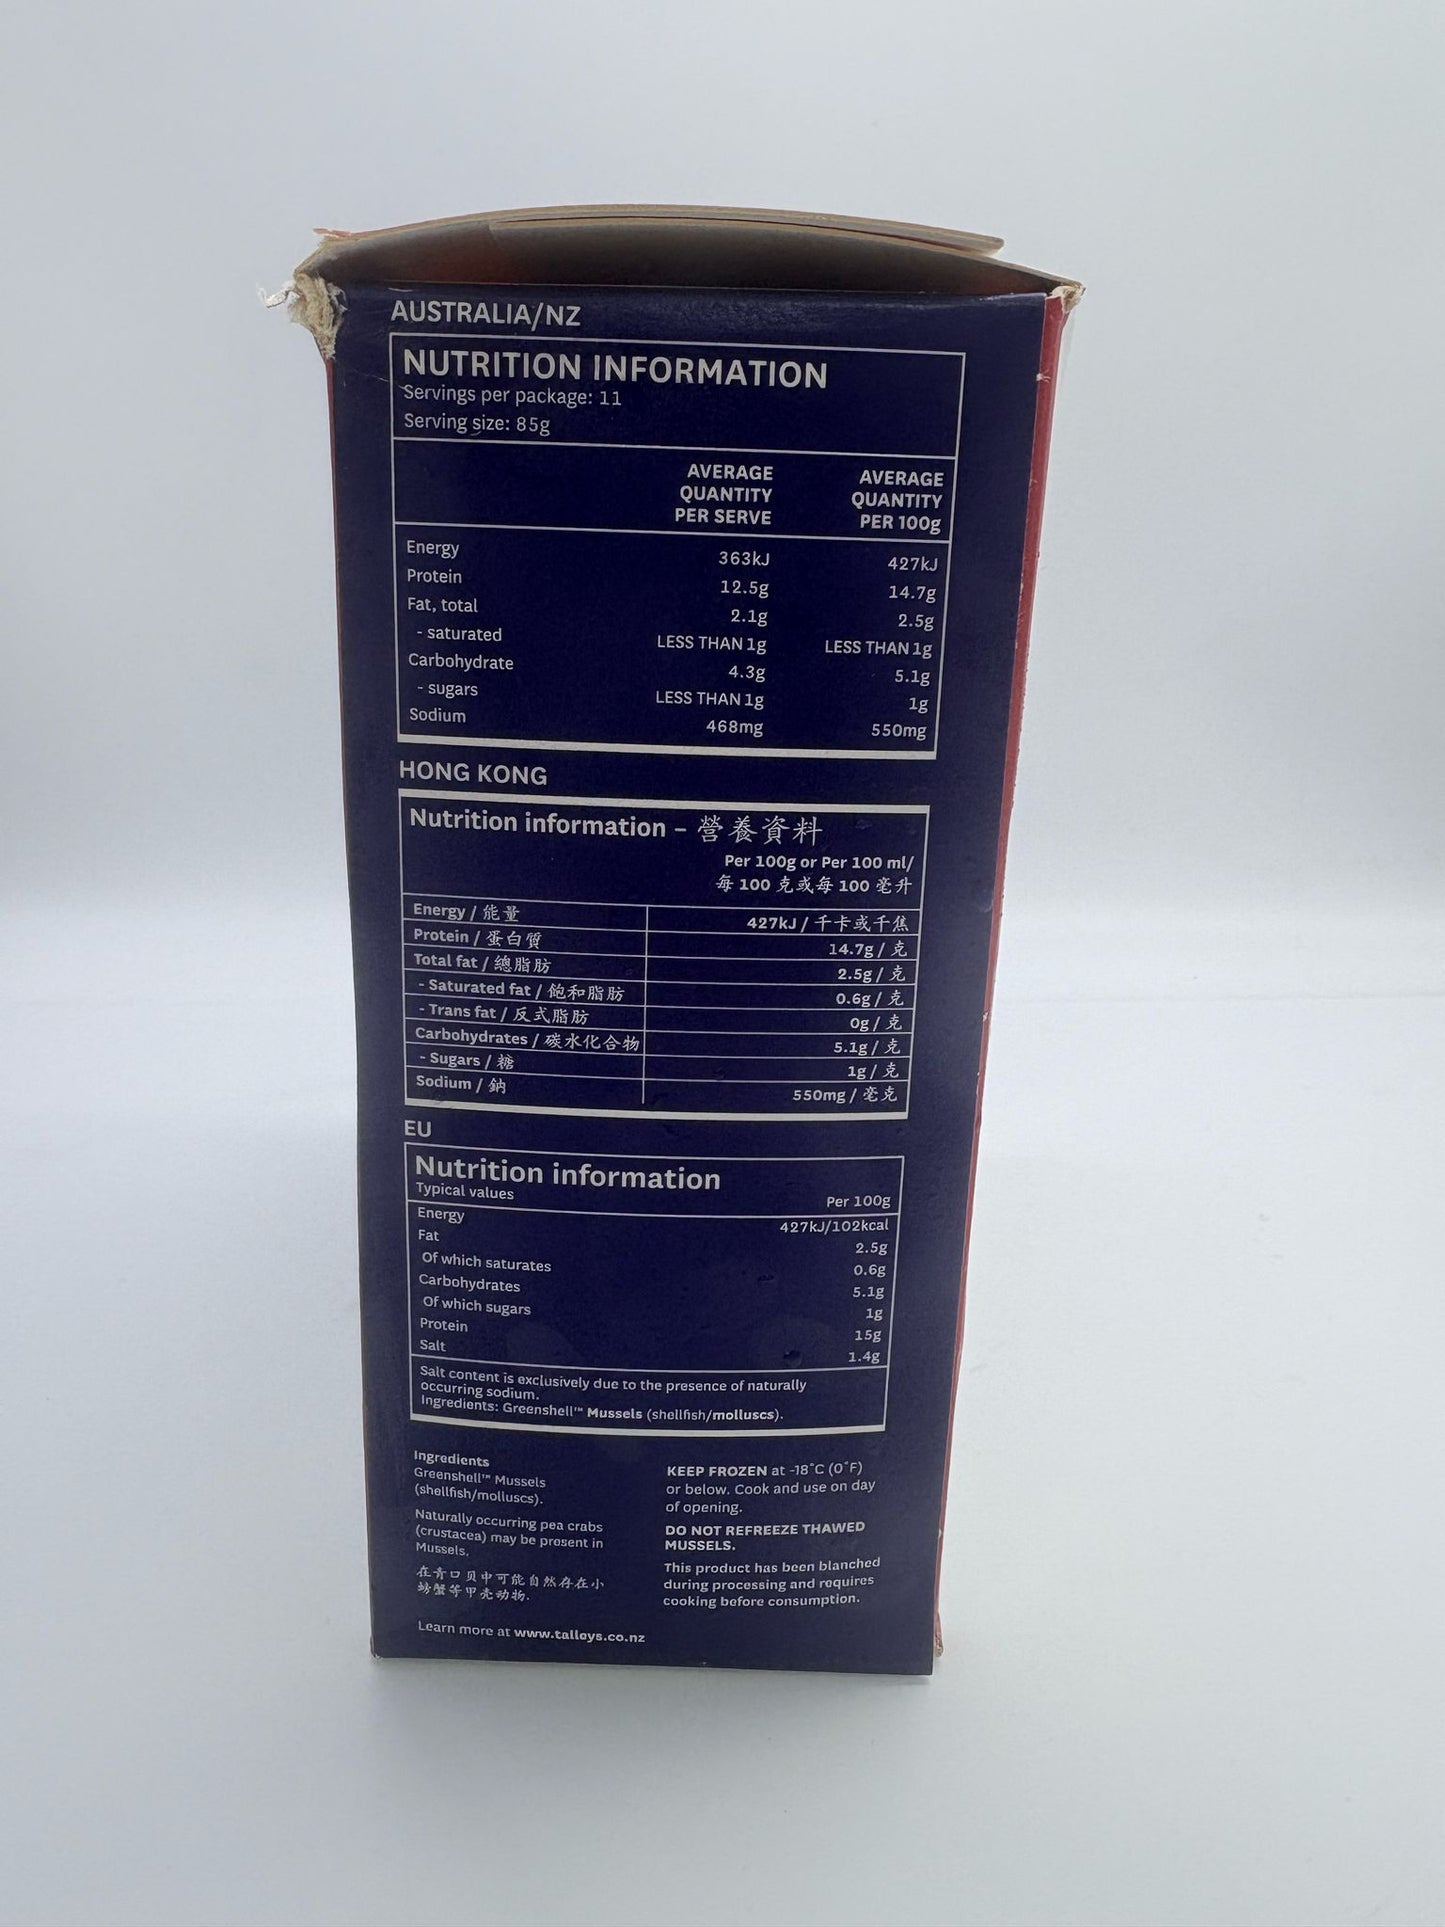 AUSTRALIA/NZ
NUTRITION INFORMATION
Servings per package: 11
Serving size: 85g
AVERAGE QUANTITY PER SERVE AVERAGE QUANTITY PER 100g
Energy 363kJ 427kJ
Protein 12.5g 14.7g
Fat, total 2.1g 2.5g
- saturated LESS THAN 1g LESS THAN 1g
Carbohydrate 4.3g 5.1g
- sugars LESS THAN 1g 1g
Sodium 468mg 550mg
HONG KONG
Nutrition information – 營養資料
Per 100g or Per 100 ml/
每 100 克或每 100 毫升
Energy / 能量 427kJ / 千卡或千焦
Protein / 蛋白質 14.7g / 克
Total fat / 總脂肪 2.5g / 克
- Saturated fat / 飽和脂肪 0.6g / 克
- Trans fat / 反式脂肪 0g / 克
Carbohydrates / 碳水化合物 5.1g / 克
- Sugars / 糖 1g / 克
Sodium / 鈉 550mg / 毫克
EU
Nutrition information
Typical values Per 100g
Energy 427kJ/102kcal
Fat 2.5g
Of which saturates 0.6g
Carbohydrates 5.1g
Of which sugars 1g
Protein 15g
Salt 1.4g
Salt content is exclusively due to the presence of naturally
occurring sodium.
Ingredients: Greenshell™ Mussels (shellfish/molluscs).
Ingredients
Greenshell™ Mussels
(shellfish/molluscs).
Naturally occurring pea crabs
(crustacea) may be present in
Mussels.
在青口贝中可能自然存在小
螃蟹等甲壳动物.
Learn more at www.talleys.co.nz
KEEP FROZEN at -18˚C (0˚F)
or below. Cook and use on day
of opening.
DO NOT REFREEZE THAWED
MUSSELS.
This product has been blanched
during processing and requires
cooking before consumption.